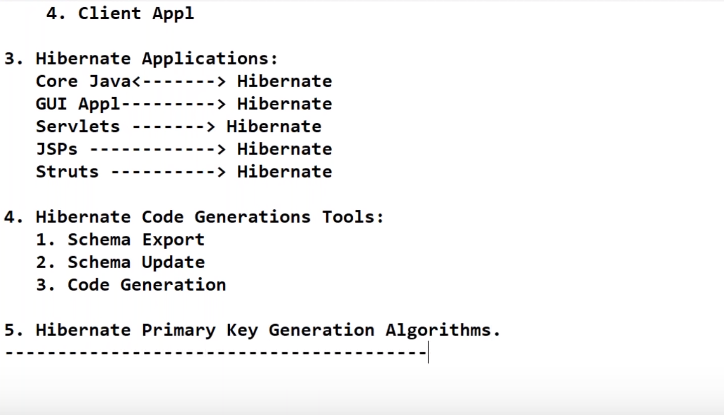 4. Client Appl
3. Hibernate Applications:
Core Java<-------> Hibernate
GUI Appl---------> Hibernate
Servlets -------> Hibernate
JSPs ------------> Hibernate
Struts ----------> Hibernate
4. Hibernate Code Generations Tools:
1. Schema Export
2. Schema Update
3. Code Generation
5. Hibernate Primary Key Generation Algorithms.
----------------------------------------